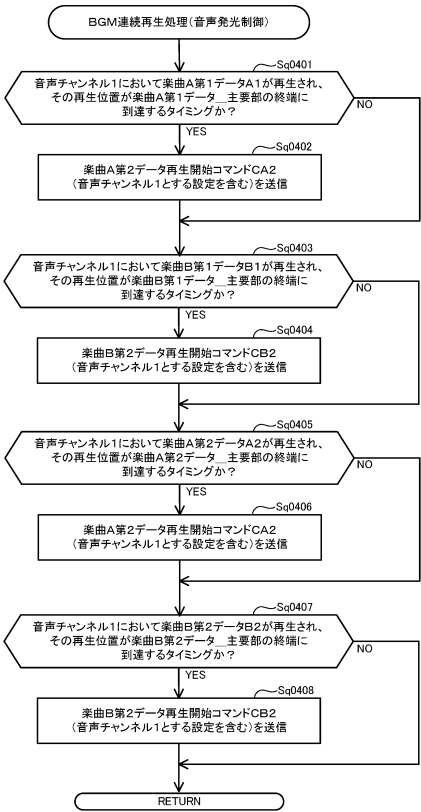 BGM連続再生処理（音声発光制御）
Sq0401
音声チャンネル1において楽曲A第1データA1が再生され、
その再生位置が楽曲A第1データ＿主要部の終端に
到達するタイミングか？
NO
YES
Sq0402
楽曲A第2データ再生開始コマンドCA2
（音声チャンネル1とする設定を含む）を送信
Sq0403
音声チャンネル1において楽曲B第1データB1が再生され、
その再生位置が楽曲B第1データ＿主要部の終端に
到達するタイミングか？
NO
YES
Sq0404
楽曲B第2データ再生開始コマンドCB2
（音声チャンネル1とする設定を含む）を送信
Sq0405
音声チャンネル1において楽曲A第2データA2が再生され、
その再生位置が楽曲A第2データ＿主要部の終端に
到達するタイミングか？
NO
YES
Sq0406
楽曲A第2データ再生開始コマンドCA2
（音声チャンネル1とする設定を含む）を送信
Sq0407
音声チャンネル1において楽曲B第2データB2が再生され、
その再生位置が楽曲B第2データ＿主要部の終端に
到達するタイミングか？
NO
YES
Sq0408
楽曲B第2データ再生開始コマンドCB2
（音声チャンネル1とする設定を含む）を送信
RETURN